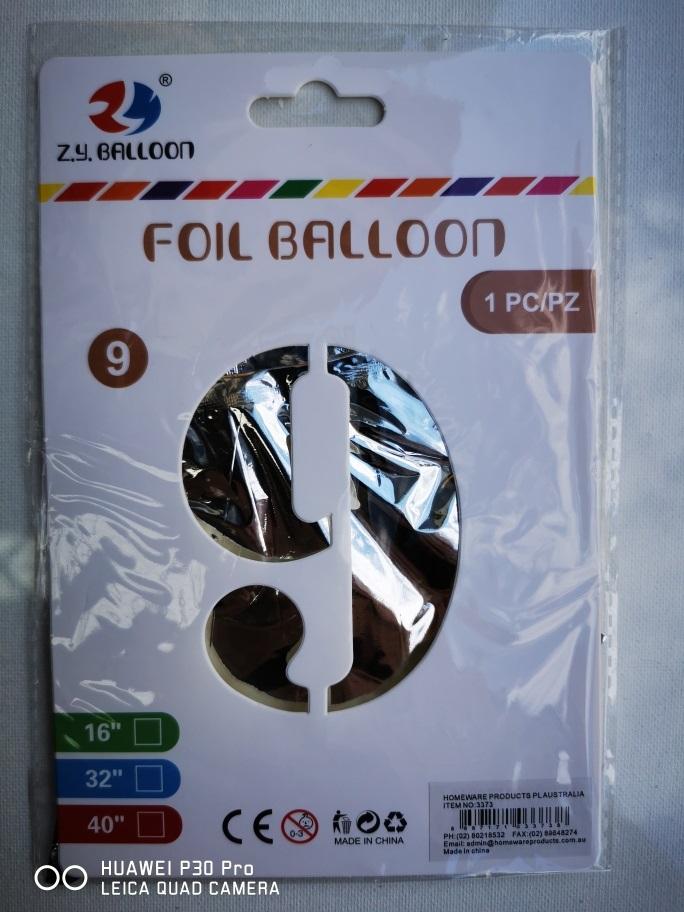 ®
Z.Y. BALLOON
FOIL BALLOON
1 PC/PZ
9
16"
32"
40"
CE
0-3
MADE IN CHINA
HOMEWARE PRODUCTS PL AUSTRALIA
ITEM NO:3373
PH:(02) 80218532 FAX:(02) 89648274
Email: admin@homewareproducts.com.au
Made in china
HUAWEI P30 Pro
LEICA QUAD CAMERA